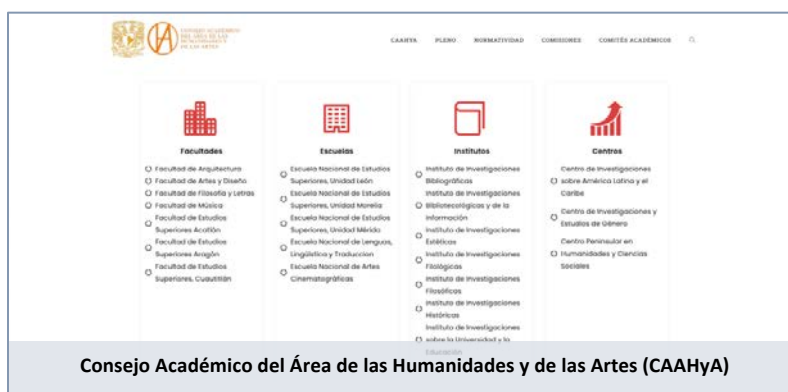 CONSEJO ACADÉMICO
DEL ÁREA DE LAS
HUMANIDADES Y
DE LAS ARTES
CAAHYA PLENO NORMATIVIDAD COMISIONES COMITÉS ACADÉMICOS
Facultades
Facultad de Arquitectura
Facultad de Artes y Diseño
Facultad de Filosofía y Letras
Facultad de Música
Facultad de Estudios
Superiores Acatlán
Facultad de Estudios
Superiores Aragón
Facultad de Estudios
Superiores, Cuautitlán
Escuelas
Escuela Nacional de Estudios
Superiores, Unidad León
Escuela Nacional de Estudios
Superiores, Unidad Morelia
Escuela Nacional de Estudios
Superiores, Unidad Mérida
Escuela Nacional de Lenguas,
Lingüística y Traduccion
Escuela Nacional de Artes
Cinematográficas
Institutos
Instituto de Investigaciones
Bibliográficas
Instituto de Investigaciones
Bibliotecológicas y de la
Información
Instituto de Investigaciones
Estéticas
Instituto de Investigaciones
Filológicas
Instituto de Investigaciones
Filosóficas
Instituto de Investigaciones
Históricas
Instituto de Investigaciones
sobre la Universidad y la
Educación
Centros
Centro de Investigaciones
sobre América Latina y el
Caribe
Centro de Investigaciones y
Estudios de Género
Centro Peninsular en
Humanidades y Ciencias
Sociales
Consejo Académico del Área de las Humanidades y de las Artes (CAAHyA)